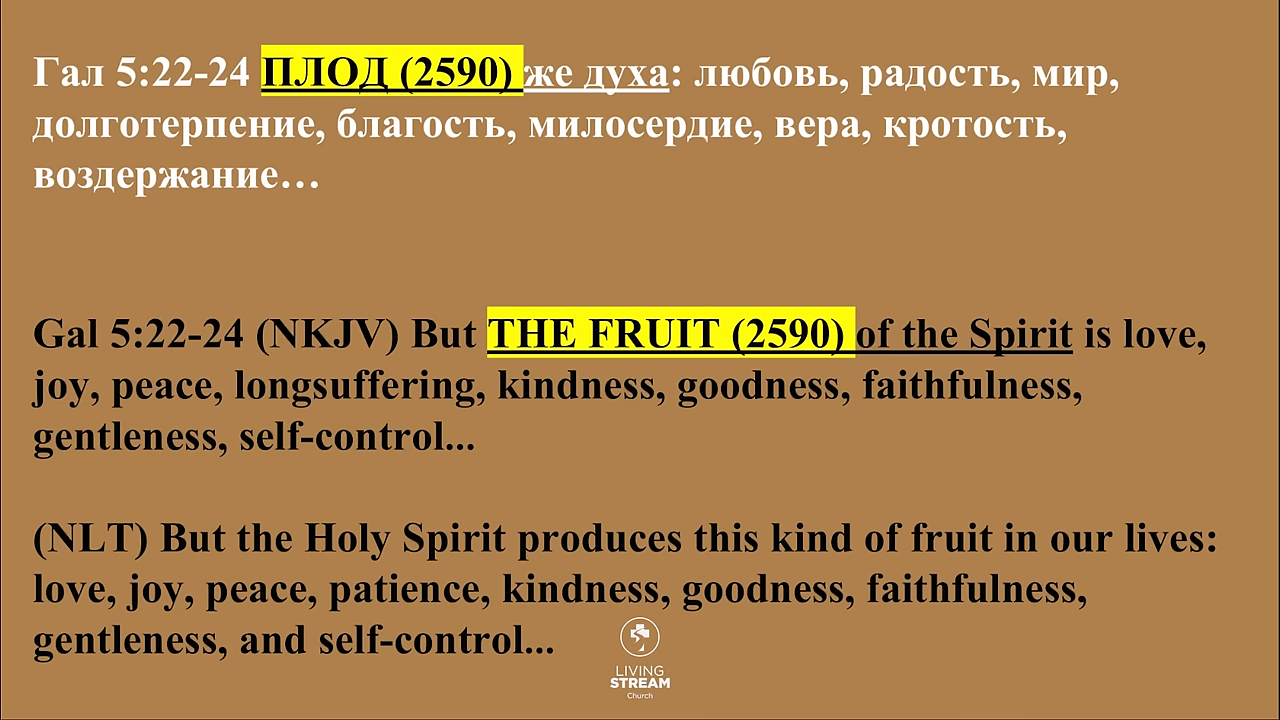 Гал 5:22-24 ПЛОД (2590) же духа: любовь, радость, мир,
долготерпение, благость, милосердие, вера, кротость,
воздержание…
Gal 5:22-24 (NKJV) But THE FRUIT (2590) of the Spirit is love,
joy, peace, longsuffering, kindness, goodness, faithfulness,
gentleness, self-control...
(NLT) But the Holy Spirit produces this kind of fruit in our lives:
love, joy, peace, patience, kindness, goodness, faithfulness,
gentleness, and self-control...
LIVING
STREAM
Church